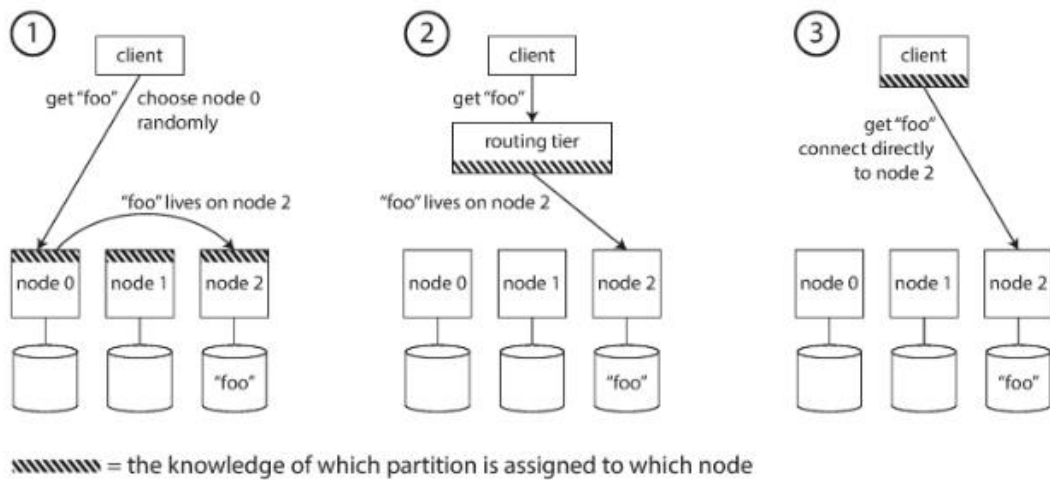 1
client
get "foo"
choose node 0
randomly
"foo" lives on node 2
node 0
node 1
node 2
"foo"
2
client
get "foo"
routing tier
"foo" lives on node 2
node 0
node 1
node 2
"foo"
3
client
get "foo"
connect directly
to node 2
node 0
node 1
node 2
"foo"
= the knowledge of which partition is assigned to which node